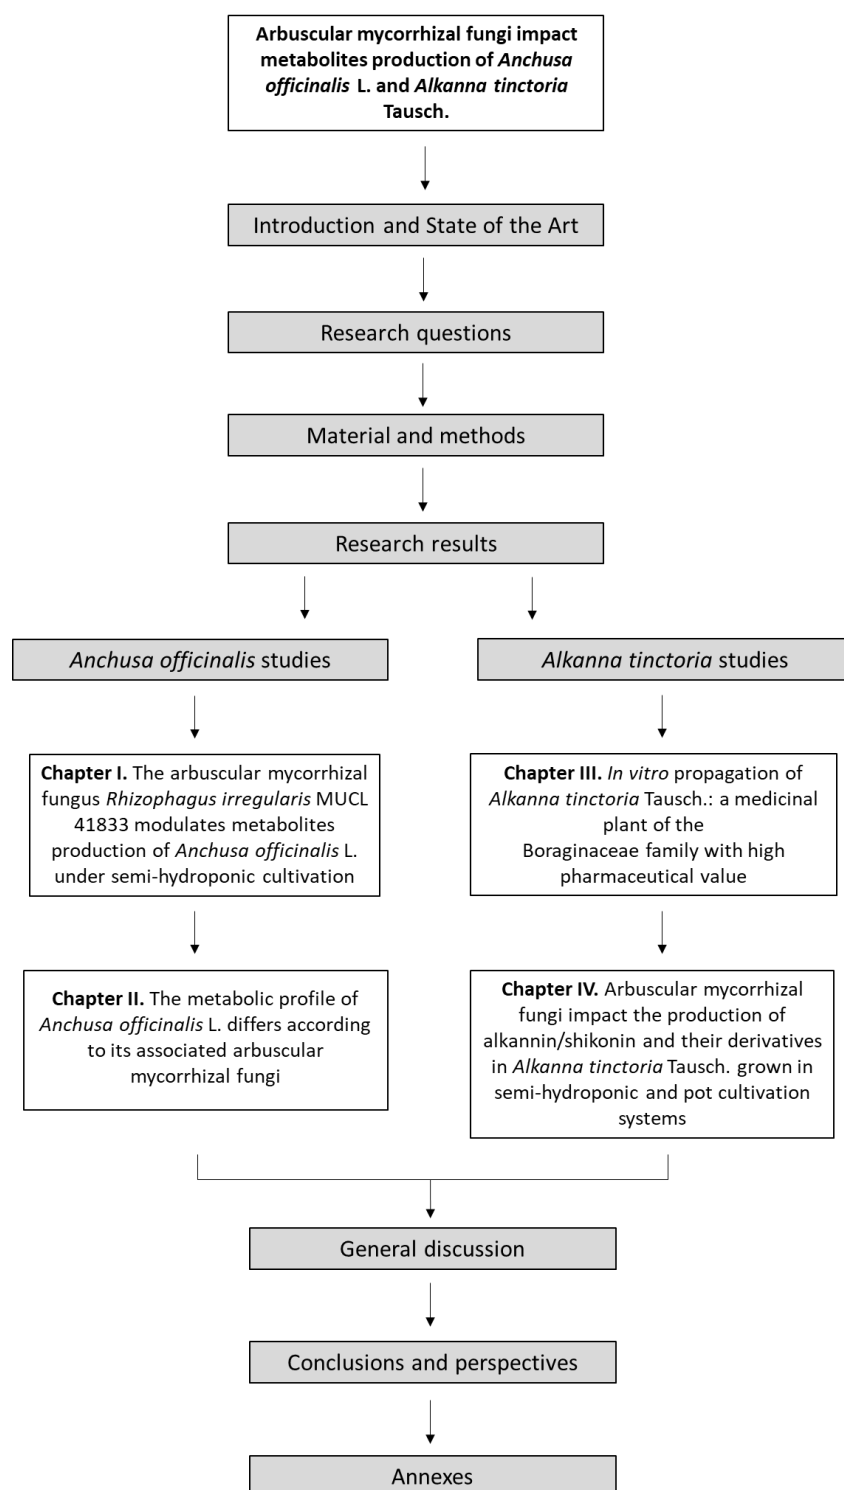 Arbuscular mycorrhizal fungi impact
metabolites production of Anchusa
officinalis L. and Alkanna tinctoria
Tausch.
Introduction and State of the Art
Research questions
Material and methods
Research results
Anchusa officinalis studies
Chapter I. The arbuscular mycorrhizal
fungus Rhizophagus irregularis MUCL
41833 modulates metabolites
production of Anchusa officinalis L.
under semi-hydroponic cultivation
Chapter II. The metabolic profile of
Anchusa officinalis L. differs according
to its associated arbuscular
mycorrhizal fungi
Alkanna tinctoria studies
Chapter III. In vitro propagation of
Alkanna tinctoria Tausch.: a medicinal
plant of the
Boraginaceae family with high
pharmaceutical value
Chapter IV. Arbuscular mycorrhizal
fungi impact the production of
alkannin/shikonin and their derivatives
in Alkanna tinctoria Tausch. grown in
semi-hydroponic and pot cultivation
systems
General discussion
Conclusions and perspectives
Annexes